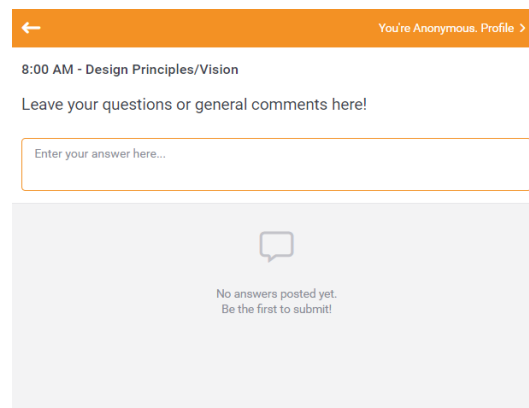 You're Anonymous. Profile >
8:00 AM - Design Principles/Vision
Leave your questions or general comments here!
Enter your answer here...
No answers posted yet.
Be the first to submit!